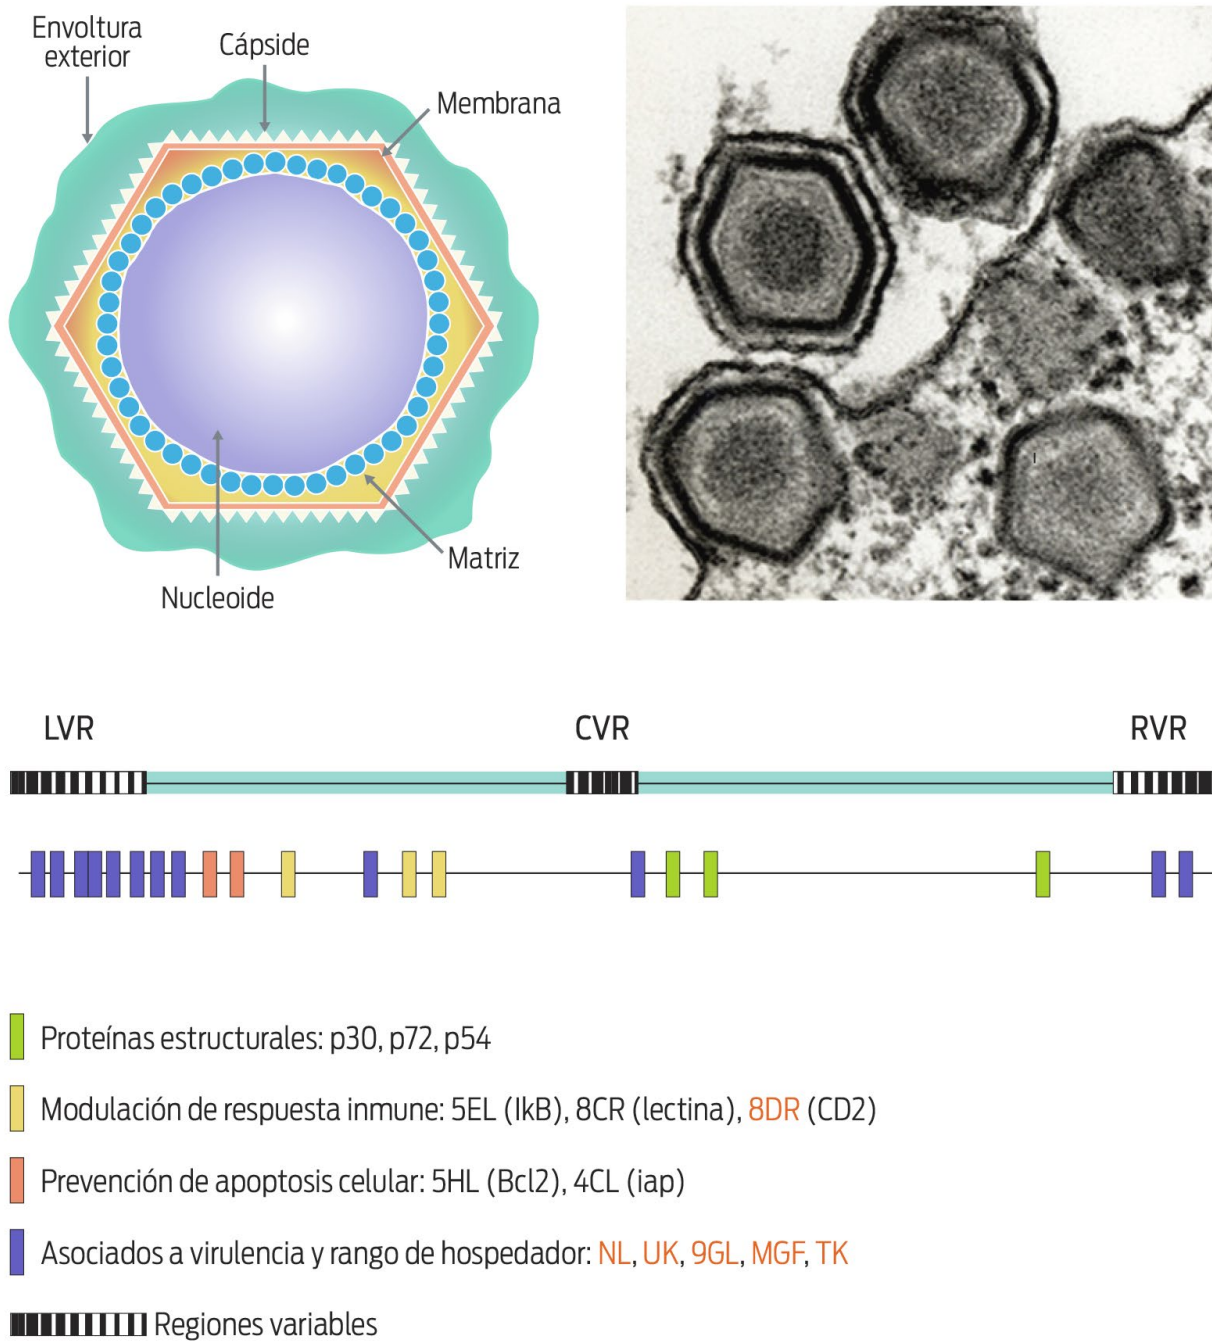 Envoltura
exterior
Cápside
Membrana
Matriz
Nucleoide
LVR
CVR
RVR
Proteínas estructurales: p30, p72, p54
Modulación de respuesta inmune: 5EL (IkB), 8CR (lectina), 8DR (CD2)
Prevención de apoptosis celular: 5HL (Bcl2), 4CL (iap)
Asociados a virulencia y rango de hospedador: NL, UK, 9GL, MGF, TK
Regiones variables